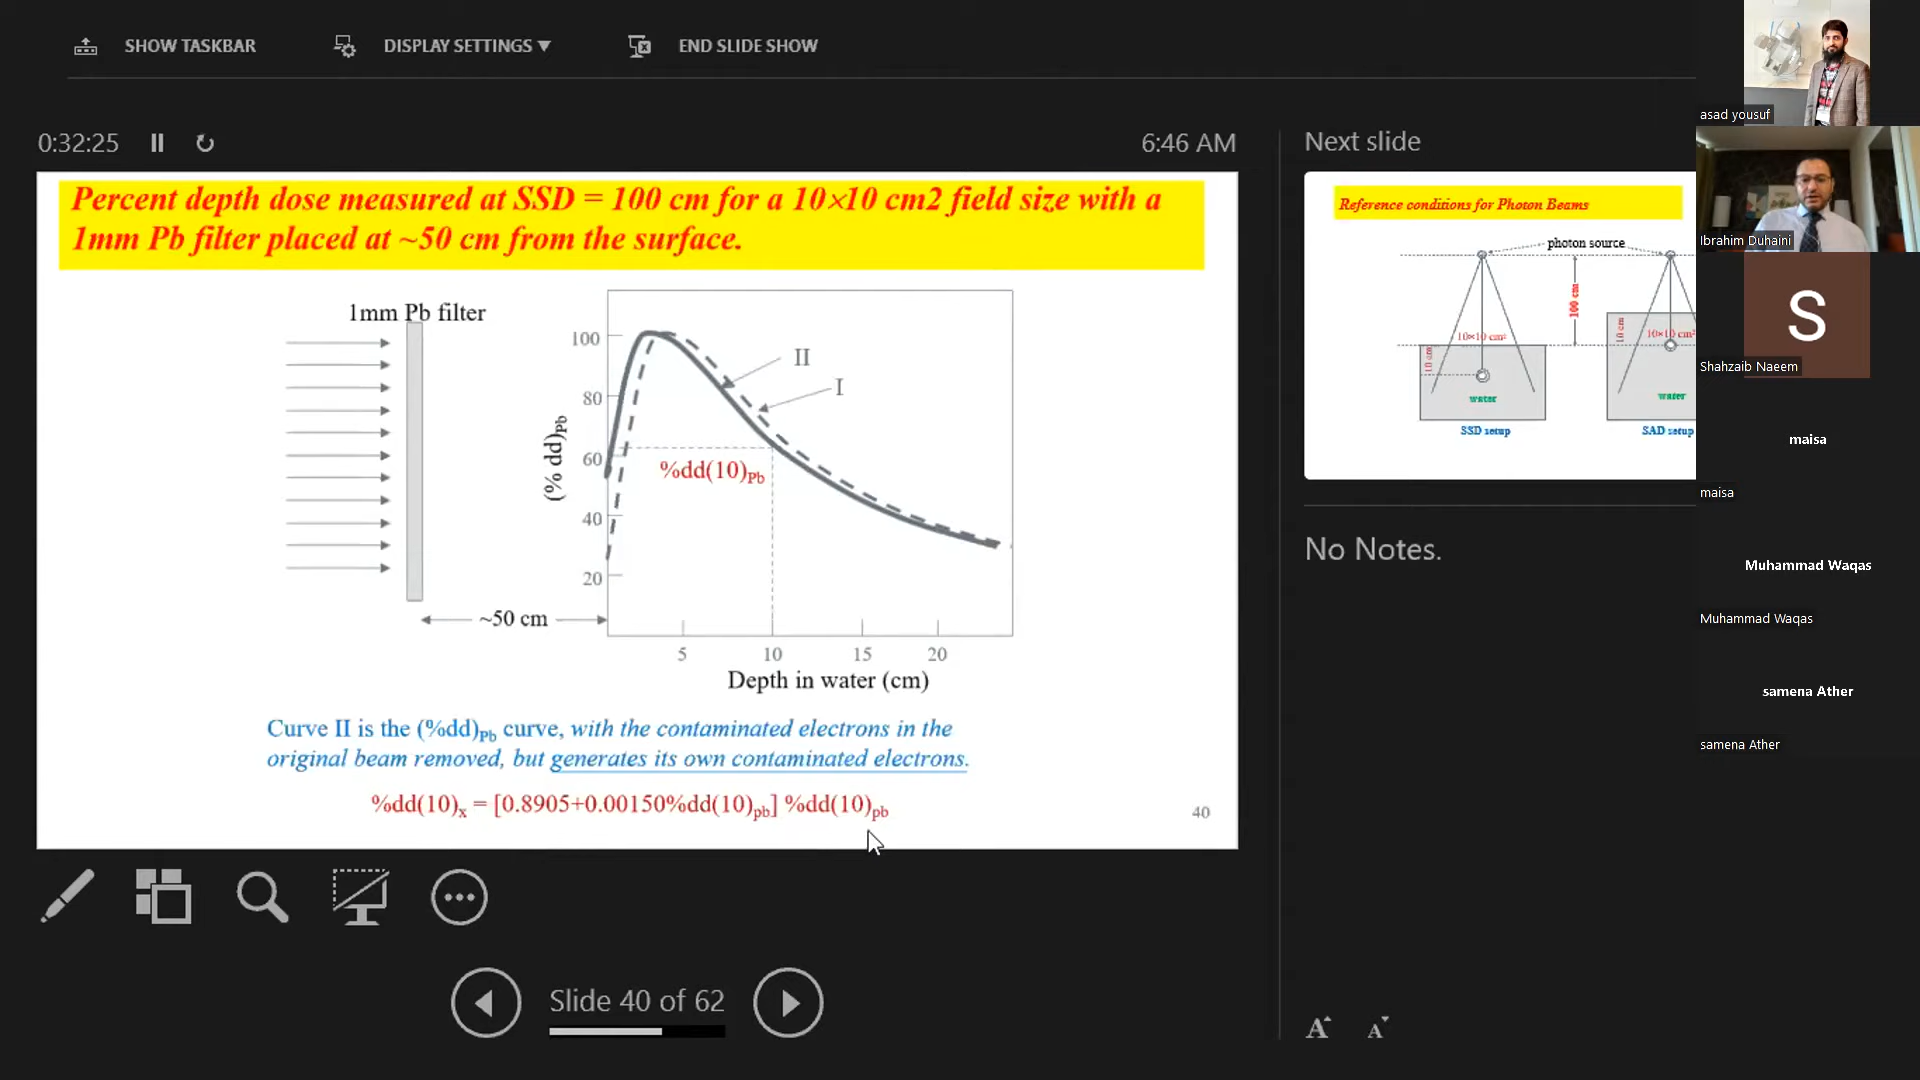 SHOW TASKBAR
DISPLAY SETTINGS ▼
END SLIDE SHOW
0:32:25
6:46 AM
Percent depth dose measured at SSD = 100 cm for a 10×10 cm2 field size with a
1mm Pb filter placed at ~50 cm from the surface.
1mm Pb filter
100
80
60
40
20
(% dd)Pb
II
I
%dd(10)Pb
~50 cm
5 10 15 20
Depth in water (cm)
Curve II is the (%dd)Pb curve, with the contaminated electrons in the
original beam removed, but generates its own contaminated electrons.
%dd(10)x = [0.8905+0.00150%dd(10)pb] %dd(10)pb
40
Slide 40 of 62
Next slide
Reference conditions for Photon Beams
photon source
100 cm
10×10 cm²
10 cm
water
SSD setup
10 cm
10×10 cm²
water
SAD setup
No Notes.
A A
asad yousuf
Ibrahim Duhaini
S
Shahzaib Naeem
maisa
maisa
Muhammad Waqas
Muhammad Waqas
samena Ather
samena Ather